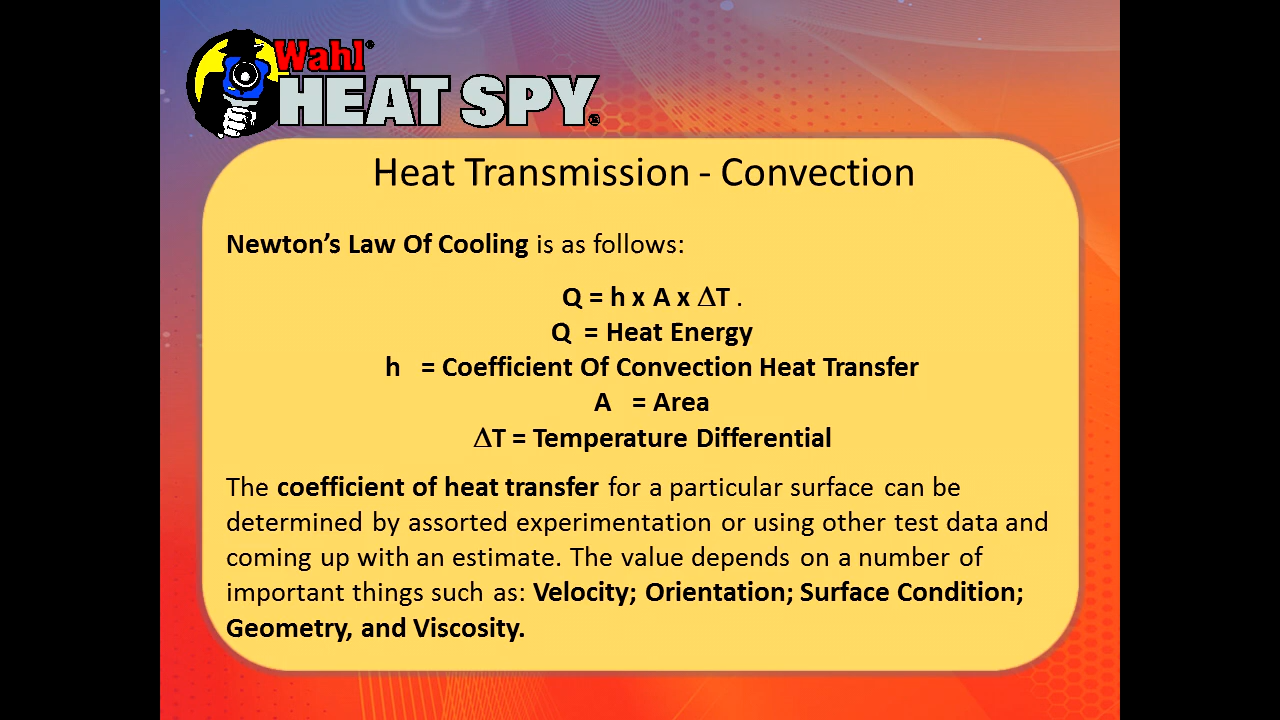 Wahl®
HEAT SPY®
Heat Transmission - Convection
Newton’s Law Of Cooling is as follows:
Q = h x A x ΔT .
Q = Heat Energy
h = Coefficient Of Convection Heat Transfer
A = Area
ΔT = Temperature Differential
The coefficient of heat transfer for a particular surface can be
determined by assorted experimentation or using other test data and
coming up with an estimate. The value depends on a number of
important things such as: Velocity; Orientation; Surface Condition;
Geometry, and Viscosity.